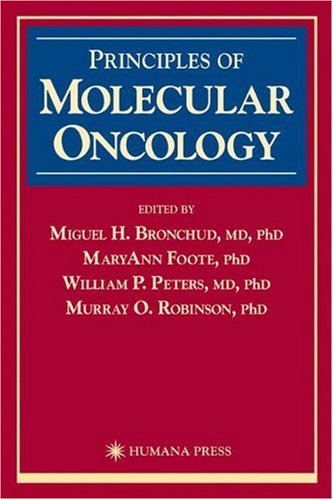 PRINCIPLES OF
MOLECULAR
ONCOLOGY
EDITED BY
MIGUEL H. BRONCHUD, MD, PhD
MARYANN FOOTE, PhD
WILLIAM P. PETERS, MD, PhD
MURRAY O. ROBINSON, PhD
HUMANA PRESS